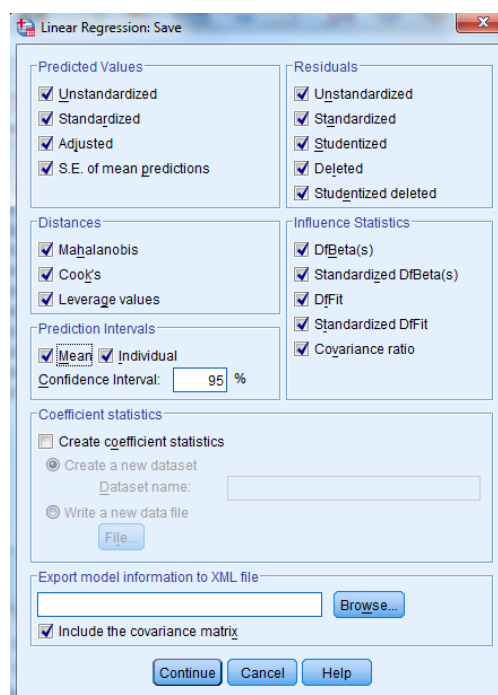 Linear Regression: Save
Predicted Values
Unstandardized
Standardized
Adjusted
S.E. of mean predictions
Residuals
Unstandardized
Standardized
Studentized
Deleted
Studentized deleted
Distances
Mahalanobis
Cook's
Leverage values
Influence Statistics
DfBeta(s)
Standardized DfBeta(s)
DfFit
Standardized DfFit
Covariance ratio
Prediction Intervals
Mean Individual
Confidence Interval: 95 %
Coefficient statistics
Create coefficient statistics
Create a new dataset
Dataset name:
Write a new data file
File...
Export model information to XML file
Browse...
Include the covariance matrix
Continue Cancel Help